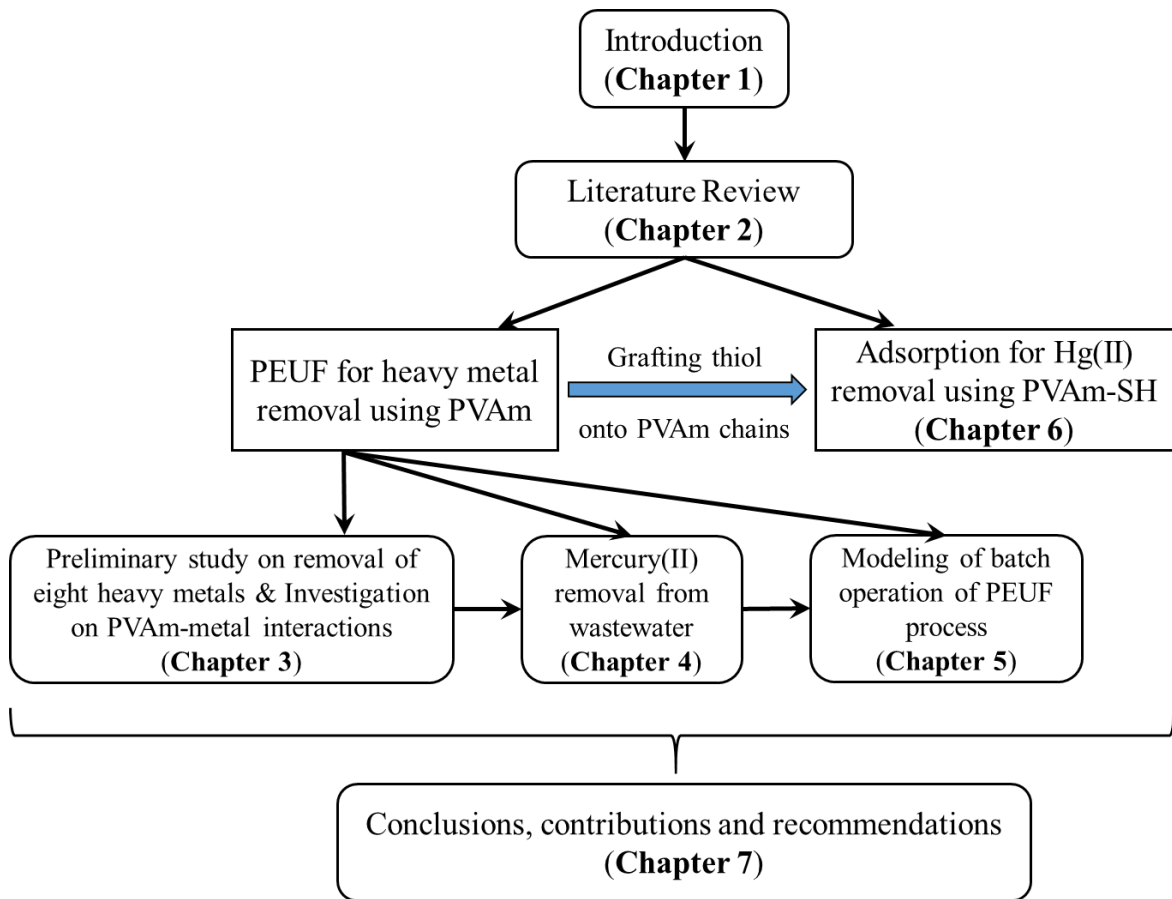 Introduction
(Chapter 1)
Literature Review
(Chapter 2)
PEUF for heavy metal
removal using PVAm
Grafting thiol
onto PVAm chains
Adsorption for Hg(II)
removal using PVAm-SH
(Chapter 6)
Preliminary study on removal of
eight heavy metals & Investigation
on PVAm-metal interactions
(Chapter 3)
Mercury(II)
removal from
wastewater
(Chapter 4)
Modeling of batch
operation of PEUF
process
(Chapter 5)
Conclusions, contributions and recommendations
(Chapter 7)